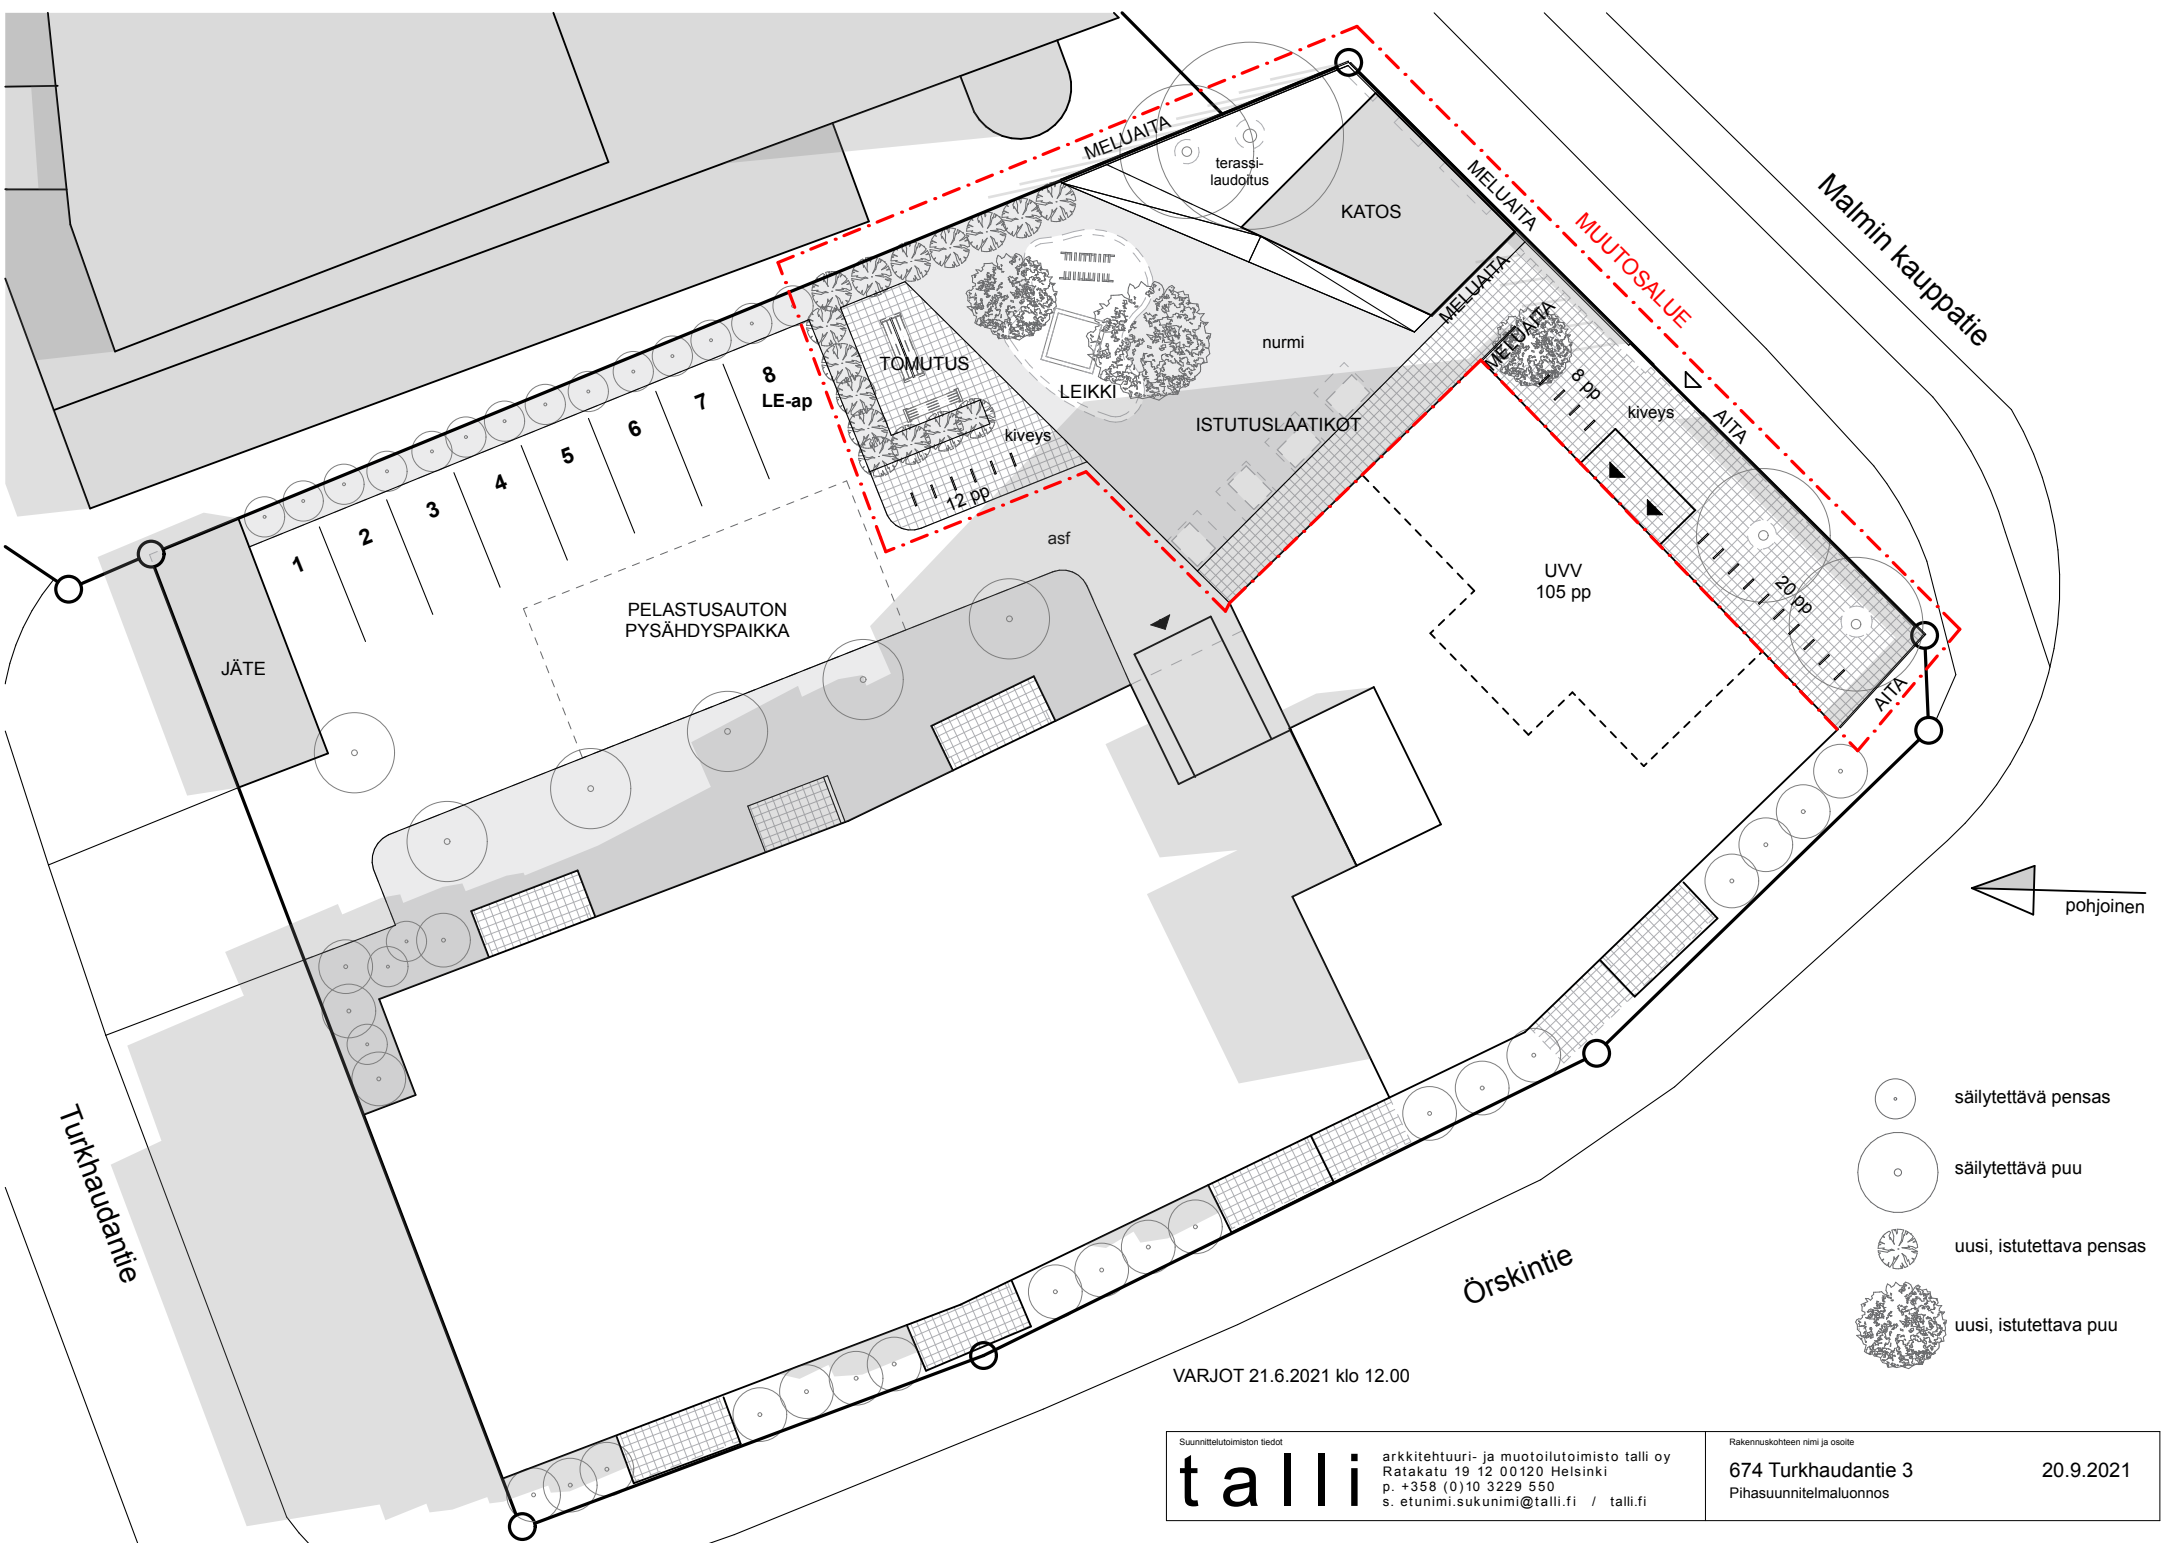 MELUAITA
terassi-
laudoitus
KATOS
MELUAITA
MUUTOSALUE
Malmin kauppatie
MELUAITA
MELUAITA
nurmi
TOMUTUS
LEIKKI
8 pp
kiveys
AITA
ISTUTUSLAATIKOT
kiveys
12 pp
1
2
3
4
5
6
7
8
LE-ap
asf
UVV
105 pp
20 pp
AITA
PELASTUSAUTON
PYSÄHDYSPAIKKA
JÄTE
pohjoinen
Turkhaudantie
Örskintie
säilytettävä pensas
säilytettävä puu
uusi, istutettava pensas
uusi, istutettava puu
VARJOT 21.6.2021 klo 12.00
Suunnittelutoimiston tiedot
talli
arkkitehtuuri- ja muotoilutoimisto talli oy
Ratakatu 19 12 00120 Helsinki
p. +358 (0)10 3229 550
s. etunimi.sukunimi@talli.fi / talli.fi
Rakennuskohteen nimi ja osoite
674 Turkhaudantie 3
Pihasuunnitelmaluonnos
20.9.2021